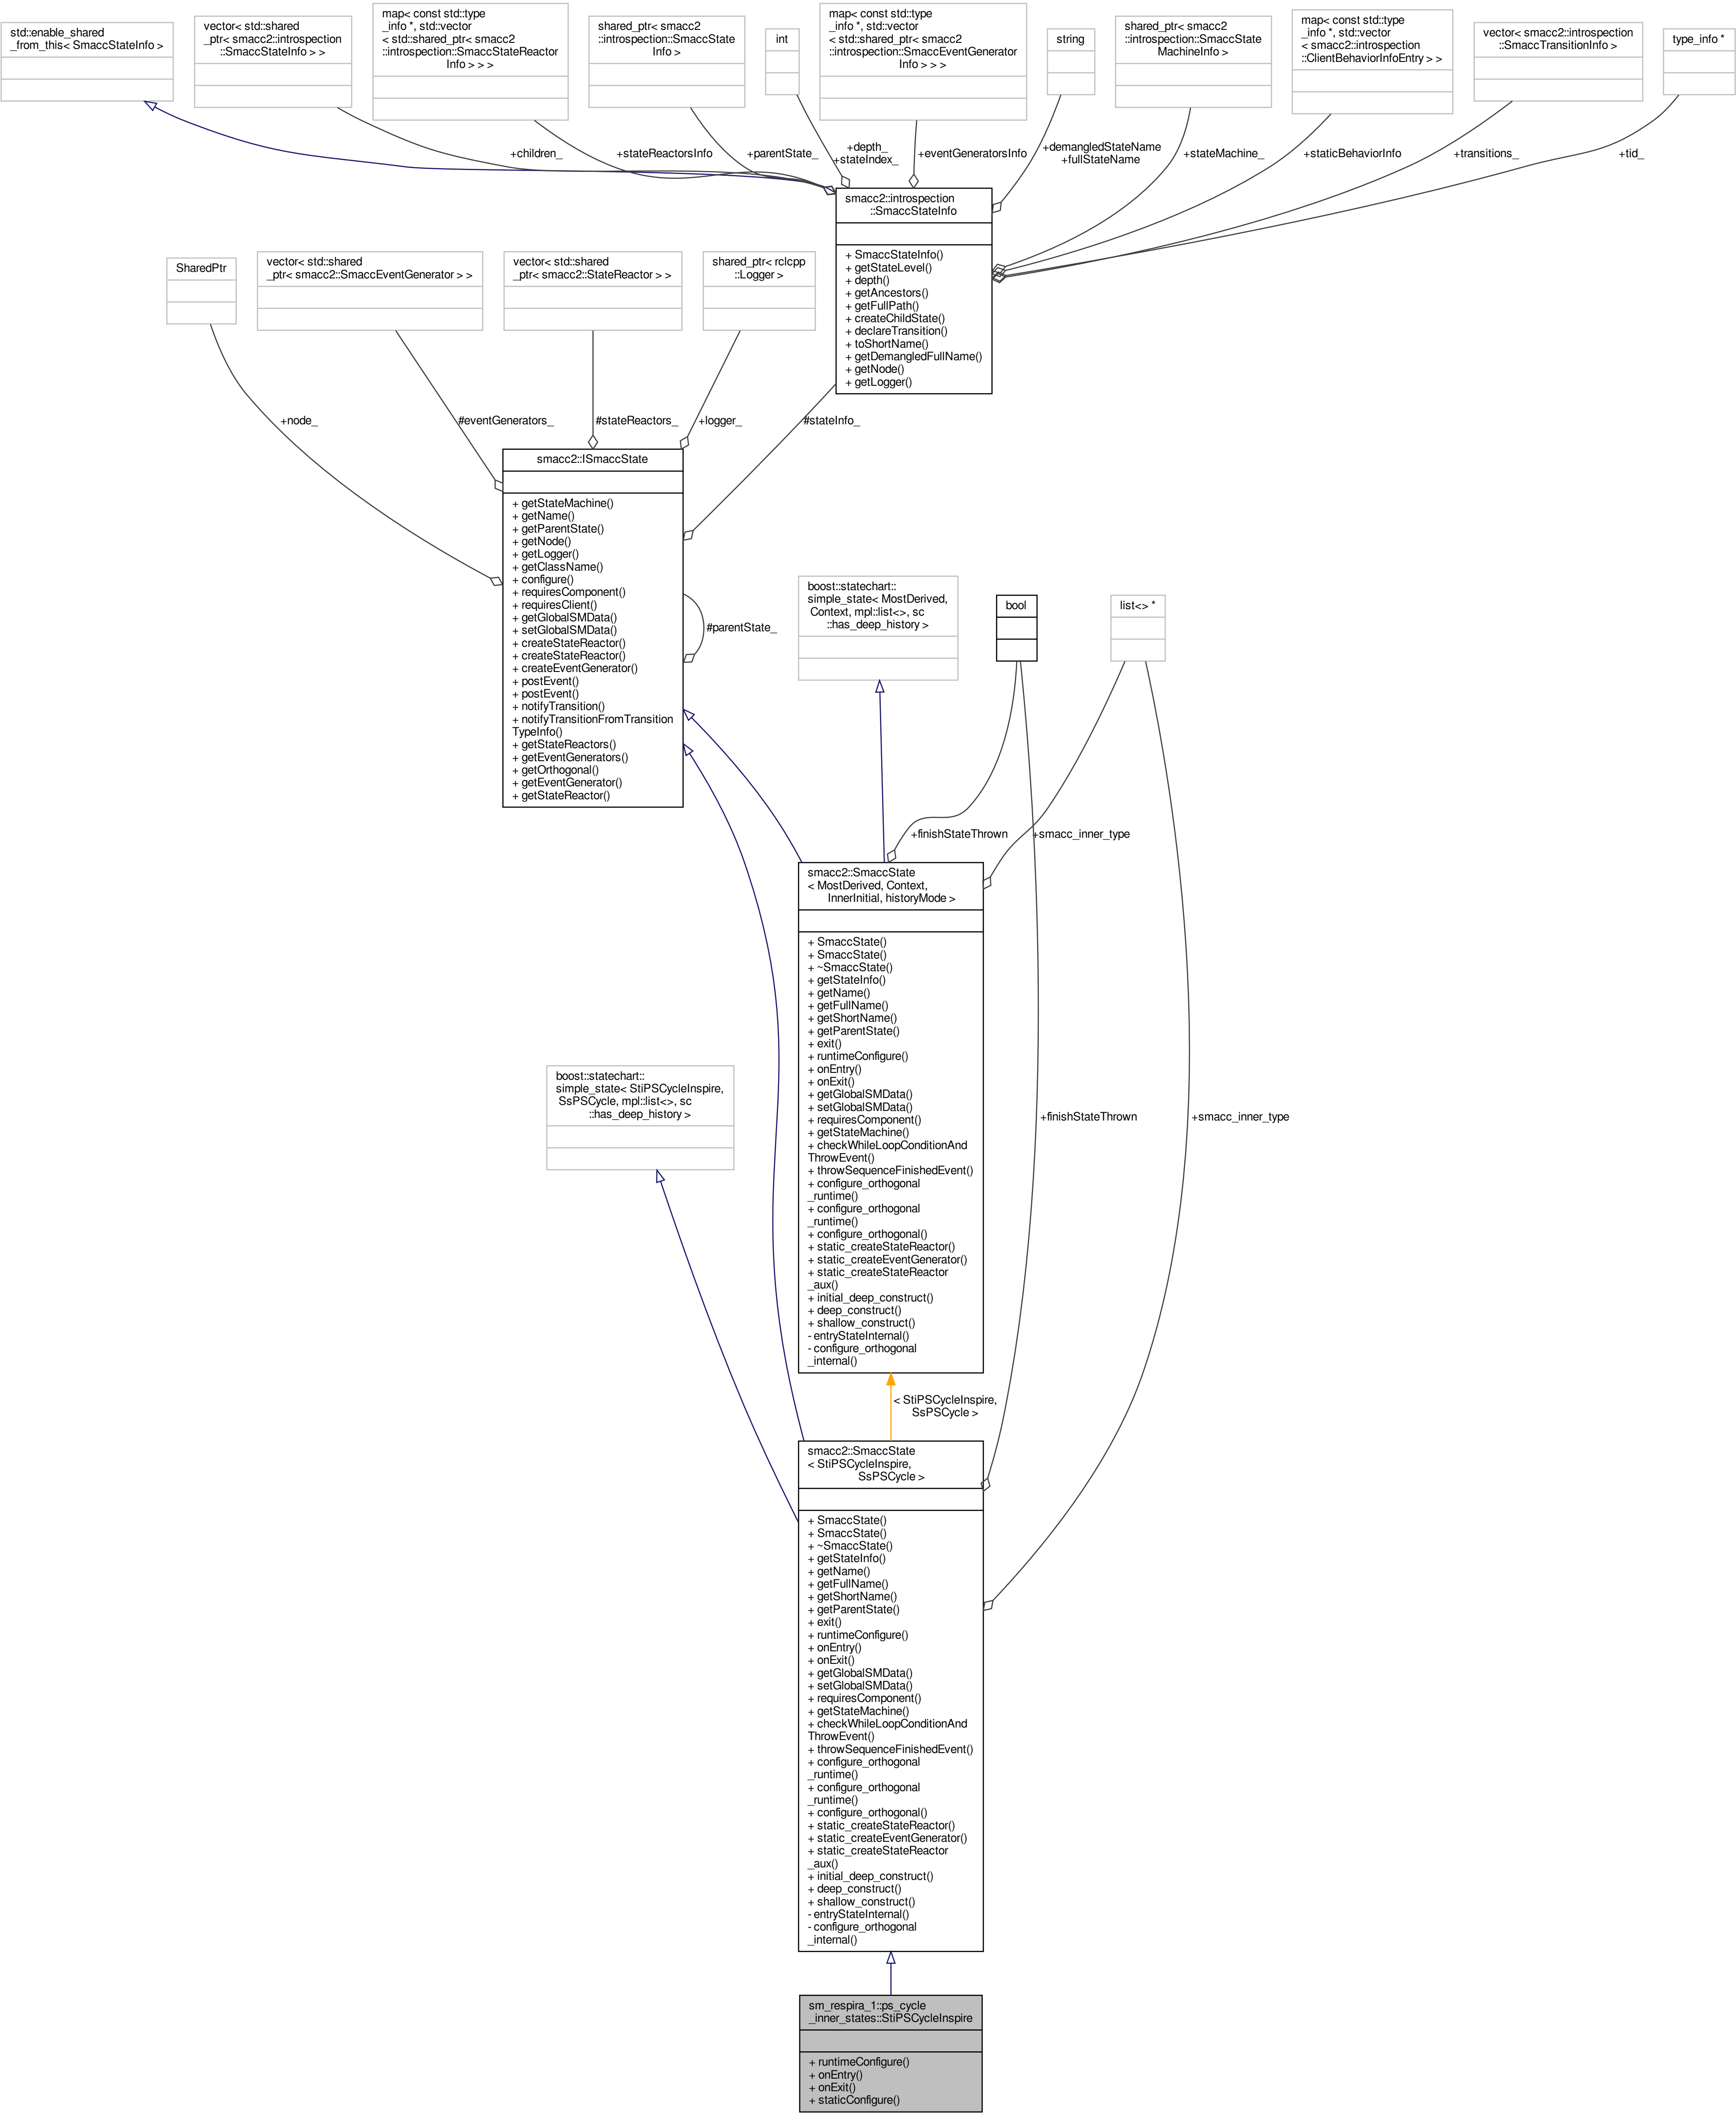 std::enable_shared
_from_this< SmaccStateInfo >
vector< std::shared
_ptr< smacc2::introspection
::SmaccStateInfo > >
map< const std::type
_info *, std::vector
< std::shared_ptr< smacc2
::introspection::SmaccStateReactor
Info > > >
shared_ptr< smacc2
::introspection::SmaccState
Info >
int
map< const std::type
_info *, std::vector
< std::shared_ptr< smacc2
::introspection::SmaccEventGenerator
Info > > >
string
shared_ptr< smacc2
::introspection::SmaccState
MachineInfo >
map< const std::type
_info *, std::vector
< smacc2::introspection
::ClientBehaviorInfoEntry > >
vector< smacc2::introspection
::SmaccTransitionInfo >
type_info *
+children_
+stateReactorsInfo
+parentState_
+depth_
+stateIndex_
+eventGeneratorsInfo
+demangledStateName
+fullStateName
+stateMachine_
+staticBehaviorInfo
+transitions_
+tid_
smacc2::introspection
::SmaccStateInfo
+ SmaccStateInfo()
+ getStateLevel()
+ depth()
+ getAncestors()
+ getFullPath()
+ createChildState()
+ declareTransition()
+ toShortName()
+ getDemangledFullName()
+ getNode()
+ getLogger()
SharedPtr
vector< std::shared
_ptr< smacc2::SmaccEventGenerator > >
vector< std::shared
_ptr< smacc2::StateReactor > >
shared_ptr< rclcpp
::Logger >
+node_
#eventGenerators_
#stateReactors_
+logger_
#stateInfo_
smacc2::ISmaccState
+ getStateMachine()
+ getName()
+ getParentState()
+ getNode()
+ getLogger()
+ getClassName()
+ configure()
+ requiresComponent()
+ requiresClient()
+ getGlobalSMData()
+ setGlobalSMData()
+ createStateReactor()
+ createStateReactor()
+ createEventGenerator()
+ postEvent()
+ postEvent()
+ notifyTransition()
+ notifyTransitionFromTransition
TypeInfo()
+ getStateReactors()
+ getEventGenerators()
+ getOrthogonal()
+ getEventGenerator()
+ getStateReactor()
#parentState_
boost::statechart::
simple_state< MostDerived,
Context, mpl::list<>, sc
::has_deep_history >
bool
list<> *
+finishStateThrown
+smacc_inner_type
smacc2::SmaccState
< MostDerived, Context,
InnerInitial, historyMode >
+ SmaccState()
+ SmaccState()
+ ~SmaccState()
+ getStateInfo()
+ getName()
+ getFullName()
+ getShortName()
+ getParentState()
+ exit()
+ runtimeConfigure()
+ onEntry()
+ onExit()
+ getGlobalSMData()
+ setGlobalSMData()
+ requiresComponent()
+ getStateMachine()
+ checkWhileLoopConditionAnd
ThrowEvent()
+ throwSequenceFinishedEvent()
+ configure_orthogonal
_runtime()
+ configure_orthogonal
_runtime()
+ configure_orthogonal()
+ static_createStateReactor()
+ static_createEventGenerator()
+ static_createStateReactor
_aux()
+ initial_deep_construct()
+ deep_construct()
+ shallow_construct()
- entryStateInternal()
- configure_orthogonal
_internal()
boost::statechart::
simple_state< StiPSCycleInspire,
SsPSCycle, mpl::list<>, sc
::has_deep_history >
+finishStateThrown
+smacc_inner_type
< StiPSCycleInspire,
SsPSCycle >
smacc2::SmaccState
< StiPSCycleInspire,
SsPSCycle >
+ SmaccState()
+ SmaccState()
+ ~SmaccState()
+ getStateInfo()
+ getName()
+ getFullName()
+ getShortName()
+ getParentState()
+ exit()
+ runtimeConfigure()
+ onEntry()
+ onExit()
+ getGlobalSMData()
+ setGlobalSMData()
+ requiresComponent()
+ getStateMachine()
+ checkWhileLoopConditionAnd
ThrowEvent()
+ throwSequenceFinishedEvent()
+ configure_orthogonal
_runtime()
+ configure_orthogonal
_runtime()
+ configure_orthogonal()
+ static_createStateReactor()
+ static_createEventGenerator()
+ static_createStateReactor
_aux()
+ initial_deep_construct()
+ deep_construct()
+ shallow_construct()
- entryStateInternal()
- configure_orthogonal
_internal()
sm_respira_1::ps_cycle
_inner_states::StiPSCycleInspire
+ runtimeConfigure()
+ onEntry()
+ onExit()
+ staticConfigure()